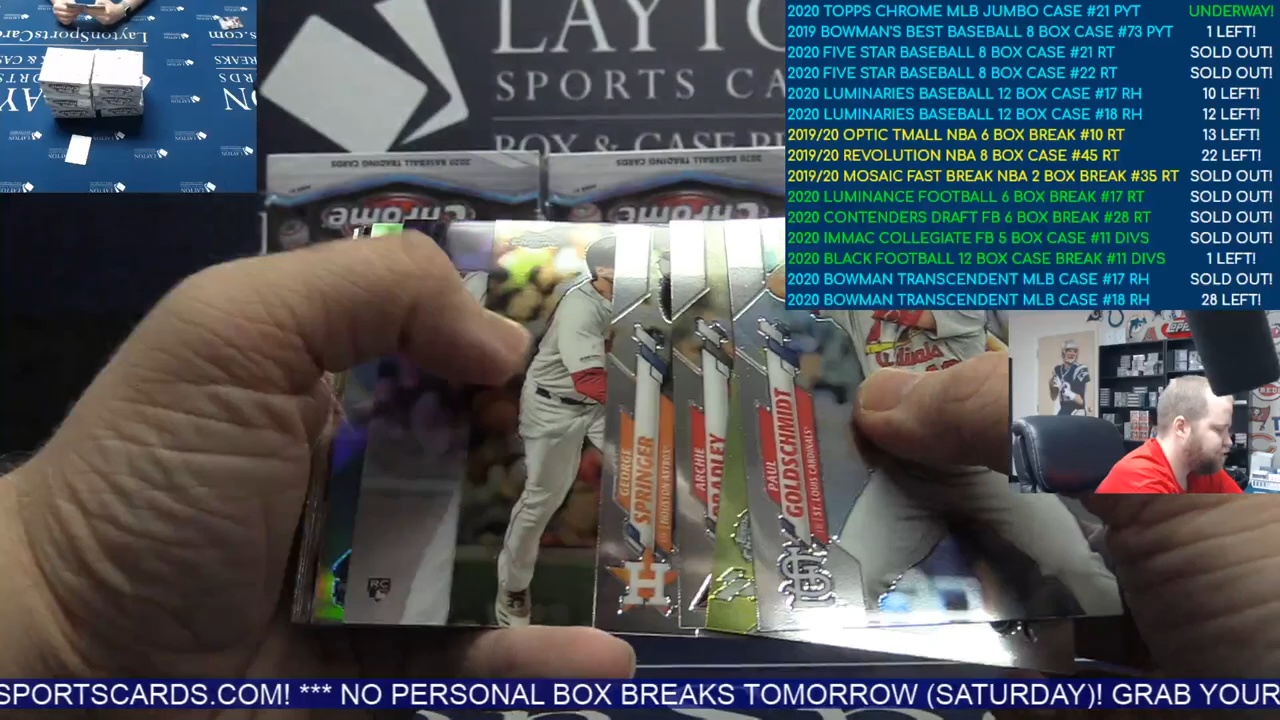 LAYTO
SPORTS CA
BOX & CASE
2020 TOPPS CHROME MLB JUMBO CASE #21 PYT UNDERWAY!
2019 BOWMAN'S BEST BASEBALL 8 BOX CASE #73 PYT 1 LEFT!
2020 FIVE STAR BASEBALL 8 BOX CASE #21 RT SOLD OUT!
2020 FIVE STAR BASEBALL 8 BOX CASE #22 RT SOLD OUT!
2020 LUMINARIES BASEBALL 12 BOX CASE #17 RH 10 LEFT!
2020 LUMINARIES BASEBALL 12 BOX CASE #18 RH 12 LEFT!
2019/20 OPTIC TMALL NBA 6 BOX BREAK #10 RT 13 LEFT!
2019/20 REVOLUTION NBA 8 BOX CASE #45 RT 22 LEFT!
2019/20 MOSAIC FAST BREAK NBA 2 BOX BREAK #35 RT SOLD OUT!
2020 LUMINANCE FOOTBALL 6 BOX BREAK #17 RT SOLD OUT!
2020 CONTENDERS DRAFT FB 6 BOX BREAK #28 RT SOLD OUT!
2020 IMMAC COLLEGIATE FB 5 BOX CASE #11 DIVS SOLD OUT!
2020 BLACK FOOTBALL 12 BOX CASE BREAK #11 DIVS 1 LEFT!
2020 BOWMAN TRANSCENDENT MLB CASE #17 RH SOLD OUT!
2020 BOWMAN TRANSCENDENT MLB CASE #18 RH 28 LEFT!
2020 BASEBALL TRADING CARDS
Chrome
Chrome
RC
GEORGE
SPRINGER
HOUSTON ASTROS
H
ARCHIE
BRADLEY
PAUL
GOLDSCHMIDT
ST. LOUIS CARDINALS
SPORTSCARDS.COM! *** NO PERSONAL BOX BREAKS TOMORROW (SATURDAY)! GRAB YOUR